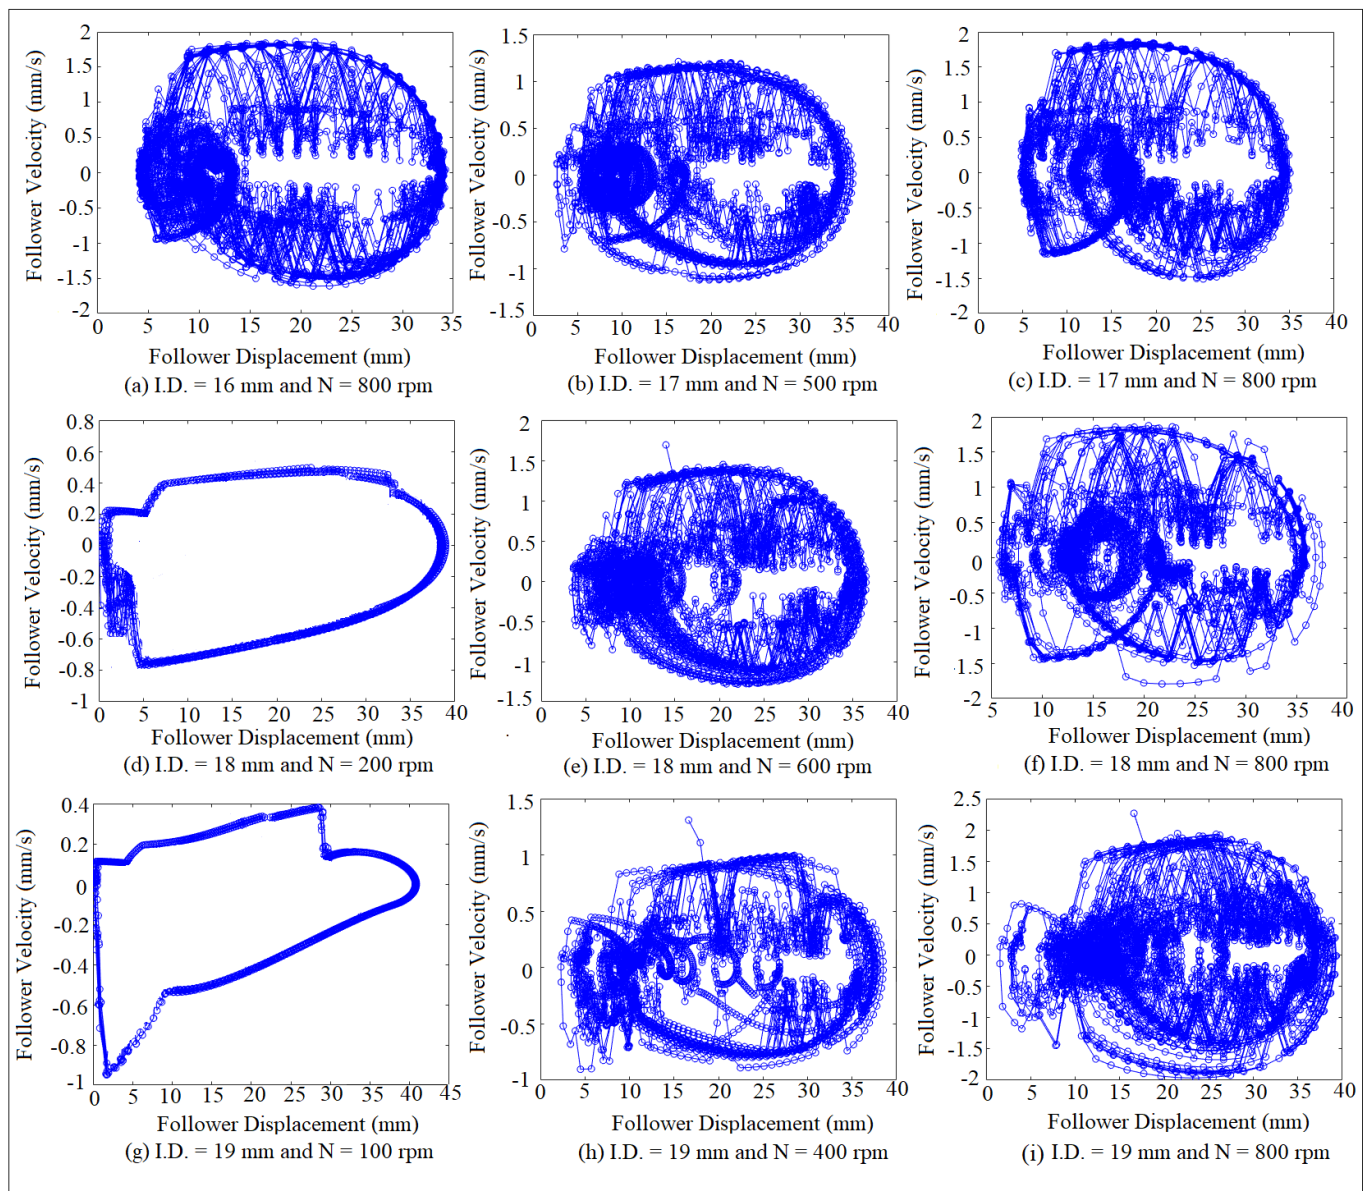 Follower Velocity (mm/s)
2
1.5
1
0.5
0
-0.5
-1
-1.5
-2
0 5 10 15 20 25 30 35
Follower Displacement (mm)
(a) I.D. = 16 mm and N = 800 rpm
Follower Velocity (mm/s)
1.5
1
0.5
0
-0.5
-1
-1.5
0 5 10 15 20 25 30 35 40
Follower Displacement (mm)
(b) I.D. = 17 mm and N = 500 rpm
Follower Velocity (mm/s)
2
1.5
1
0.5
0
-0.5
-1
-1.5
-2
0 5 10 15 20 25 30 35 40
Follower Displacement (mm)
(c) I.D. = 17 mm and N = 800 rpm
Follower Velocity (mm/s)
0.8
0.6
0.4
0.2
0
-0.2
-0.4
-0.6
-0.8
-1
0 5 10 15 20 25 30 35 40
Follower Displacement (mm)
(d) I.D. = 18 mm and N = 200 rpm
Follower Velocity (mm/s)
2
1.5
1
0.5
0
-0.5
-1
-1.5
0 5 10 15 20 25 30 35 40
Follower Displacement (mm)
(e) I.D. = 18 mm and N = 600 rpm
Follower Velocity (mm/s)
2
1.5
1
0.5
0
-0.5
-1
-1.5
-2
5 10 15 20 25 30 35 40
Follower Displacement (mm)
(f) I.D. = 18 mm and N = 800 rpm
Follower Velocity (mm/s)
0.4
0.2
0
-0.2
-0.4
-0.6
-0.8
-1
0 5 10 15 20 25 30 35 40 45
Follower Displacement (mm)
(g) I.D. = 19 mm and N = 100 rpm
Follower Velocity (mm/s)
1.5
1
0.5
0
-0.5
-1
0 5 10 15 20 25 30 35 40
Follower Displacement (mm)
(h) I.D. = 19 mm and N = 400 rpm
Follower Velocity (mm/s)
2.5
2
1.5
1
0.5
0
-0.5
-1
-1.5
-2
0 5 10 15 20 25 30 35 40
Follower Displacement (mm)
(i) I.D. = 19 mm and N = 800 rpm